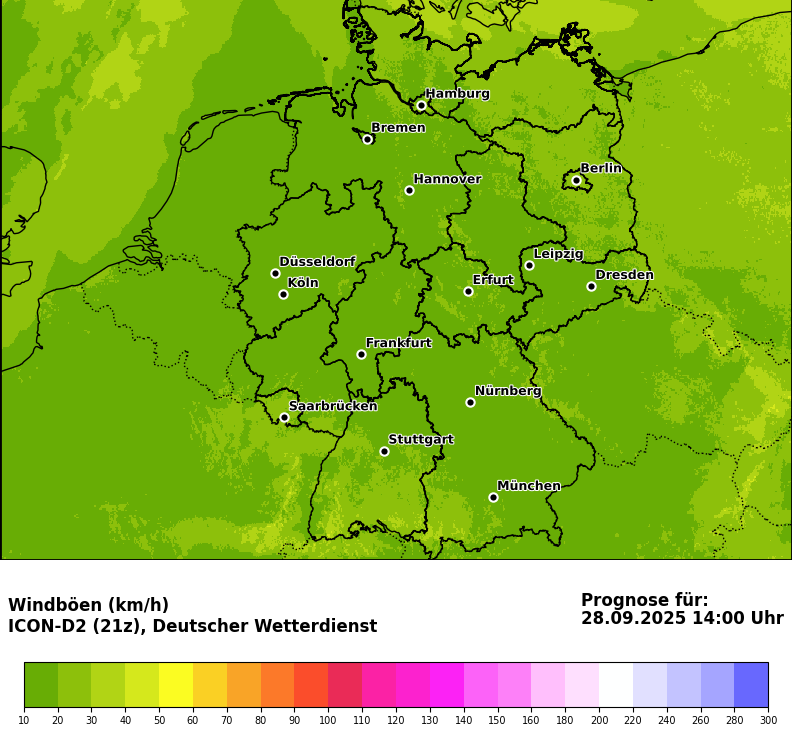 Hamburg
Bremen
Berlin
Hannover
Leipzig
Düsseldorf
Dresden
Köln
Erfurt
Frankfurt
Nürnberg
Saarbrücken
Stuttgart
München
Windböen (km/h)
ICON-D2 (21z), Deutscher Wetterdienst
Prognose für:
28.09.2025 14:00 Uhr
10 20 30 40 50 60 70 80 90 100 110 120 130 140 150 160 180 200 220 240 260 280 300